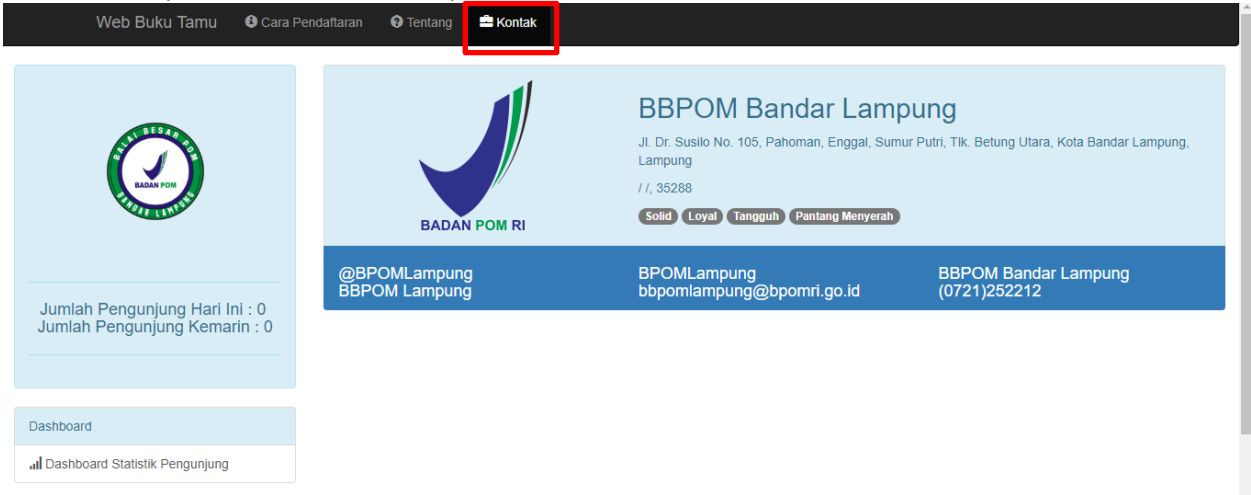 Web Buku Tamu Cara Pendaftaran Tentang Kontak
BALAI BESAR POM
BADAN POM
BANDAR LAMPUNG
Jumlah Pengunjung Hari Ini : 0
Jumlah Pengunjung Kemarin : 0
Dashboard
Dashboard Statistik Pengunjung
BADAN POM RI
BBPOM Bandar Lampung
Jl. Dr. Susilo No. 105, Pahoman, Enggal, Sumur Putri, Tlk. Betung Utara, Kota Bandar Lampung,
Lampung
/ /, 35288
Solid Loyal Tangguh Pantang Menyerah
@BPOMLampung BPOMLampung BBPOM Bandar Lampung
BBPOM Lampung bbpomlampung@bpomri.go.id (0721)252212